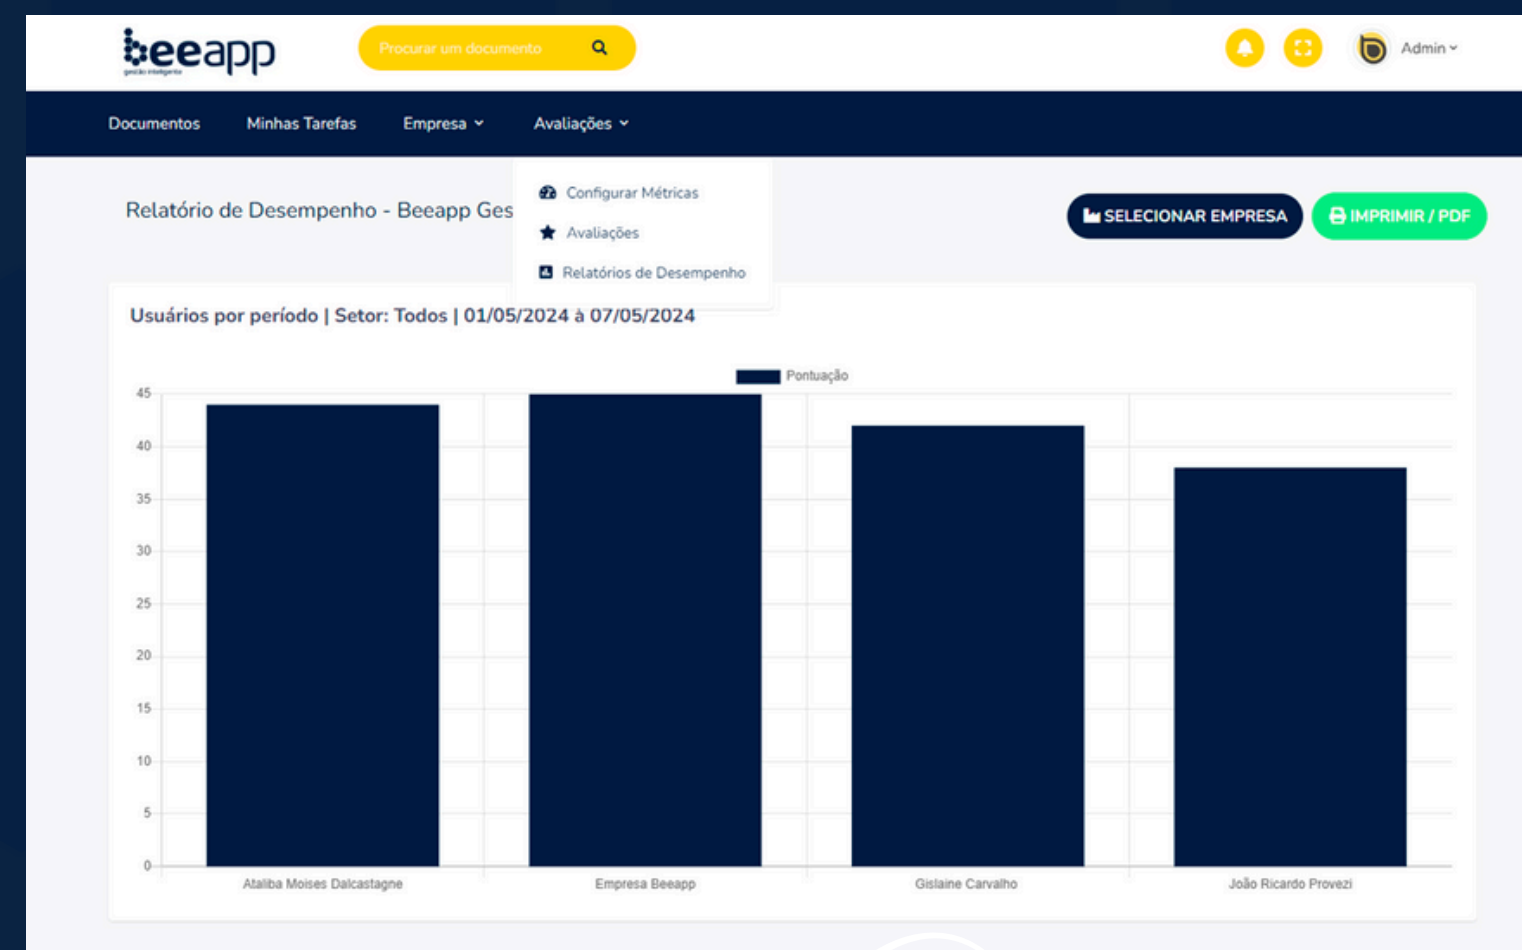 beeapp
gestão inteligente
Procurar um documento
Admin
Documentos
Minhas Tarefas
Empresa
Avaliações
Configurar Métricas
Avaliações
Relatórios de Desempenho
Relatório de Desempenho - Beeapp Ges
SELECIONAR EMPRESA
IMPRIMIR / PDF
Usuários por período | Setor: Todos | 01/05/2024 à 07/05/2024
Pontuação
45
40
35
30
25
20
15
10
5
0
Ataliba Moises Dalcastagne
Empresa Beeapp
Gislaine Carvalho
João Ricardo Provezi